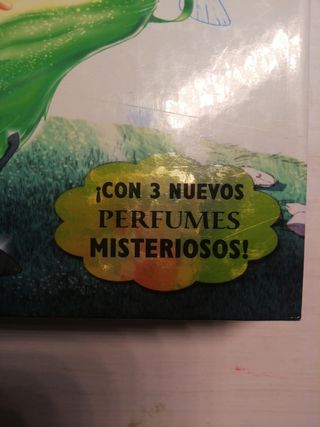 ¡CON 3 NUEVOS
PERFUMES
MISTERIOSOS!